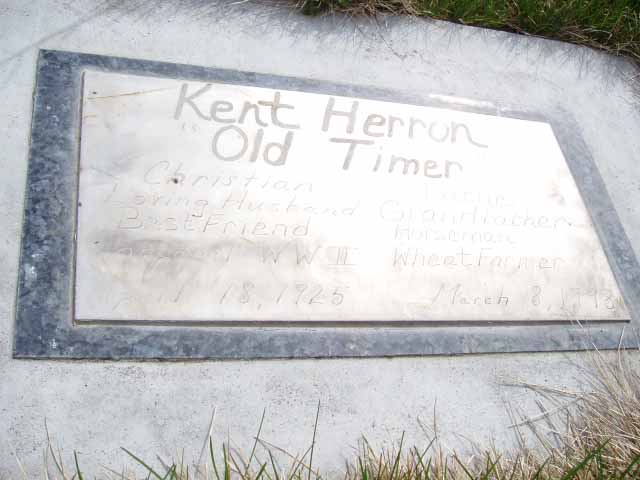 Kent Herron
"Old Timer"
Christian
Loving Husband Grandfather
Best Friend Horseman
WW II Wheat Farmer
18, 1925 March 8, 1998